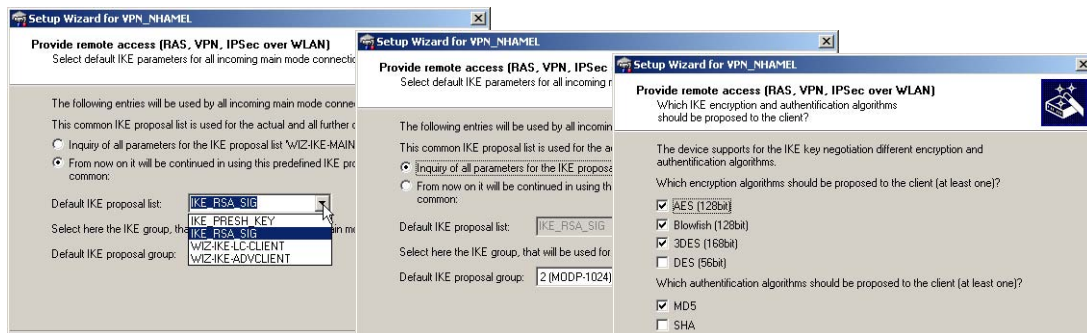 Setup Wizard for VPN_NHAMEL
Provide remote access (RAS, VPN, IPSec over WLAN)
Select default IKE parameters for all incoming main mode
The following entries will be used by all incoming main mode
This common IKE proposal list is used for the actual and all further
Inquiry of all parameters for the IKE proposal list 'WIZ-IKE-MAIN
From now on it will be continued in using this predefined IKE
common:
Default IKE proposal list: IKE_RSA_SIG
IKE_PRESH_KEY
IKE_RSA_SIG
WIZ-IKE-LC-CLIENT
WIZ-IKE-ADVCLIENT
Select here the IKE group,
Default IKE proposal group:
Setup Wizard for VPN_NHAMEL
Provide remote access (RAS, VPN, IPSec
Select default IKE parameters for all incoming
The following entries will be used by all
This common IKE proposal list is used for the
Inquiry of all parameters for the IKE
From now on it will be continued in using
common:
Default IKE proposal list: IKE_RSA_SIG
Select here the IKE group, that will be used for
Default IKE proposal group: 2 (MODP-1024)
Setup Wizard for VPN_NHAMEL
Provide remote access (RAS, VPN, IPSec over WLAN)
Which IKE encryption and authentification algorithms
should be proposed to the client?
The device supports for the IKE key negotiation different encryption and
authentification algorithms.
Which encryption algorithms should be proposed to the client (at least one)?
AES (128bit)
Blowfish (128bit)
3DES (168bit)
DES (56bit)
Which authentification algorithms should be proposed to the client (at least one)?
MD5
SHA